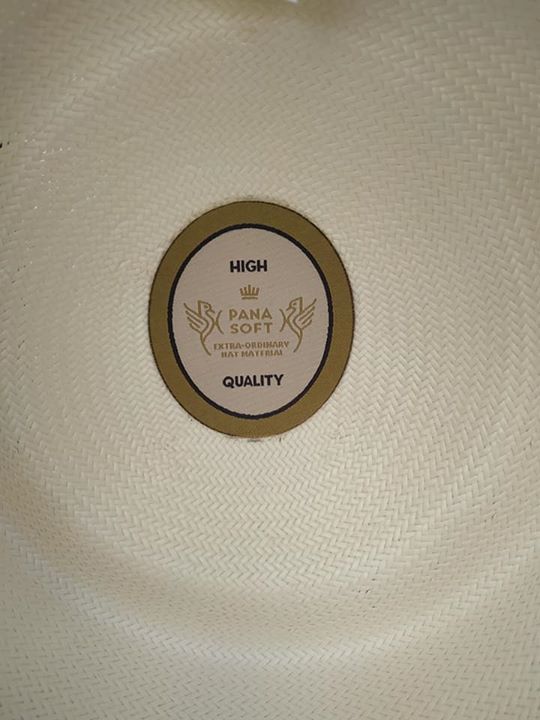 HIGH
PANA
SOFT
EXTRA-ORDINARY
HAT MATERIAL
QUALITY